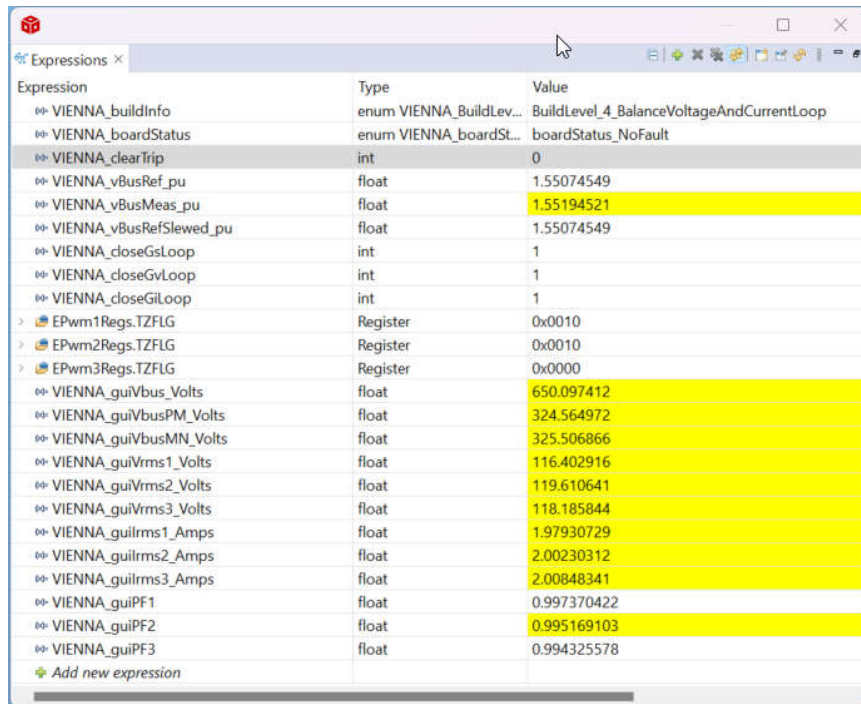 Expressions ×
Expression Type Value
VIENNA_buildInfo enum VIENNA_BuildLev... BuildLevel_4_BalanceVoltageAndCurrentLoop
VIENNA_boardStatus enum VIENNA_boardSt... boardStatus_NoFault
VIENNA_clearTrip int 0
VIENNA_vBusRef_pu float 1.55074549
VIENNA_vBusMeas_pu float 1.55194521
VIENNA_vBusRefSlewed_pu float 1.55074549
VIENNA_closeGsLoop int 1
VIENNA_closeGvLoop int 1
VIENNA_closeGiLoop int 1
EPwm1Regs.TZFLG Register 0x0010
EPwm2Regs.TZFLG Register 0x0010
EPwm3Regs.TZFLG Register 0x0000
VIENNA_guiVbus_Volts float 650.097412
VIENNA_guiVbusPM_Volts float 324.564972
VIENNA_guiVbusMN_Volts float 325.506866
VIENNA_guiVrms1_Volts float 116.402916
VIENNA_guiVrms2_Volts float 119.610641
VIENNA_guiVrms3_Volts float 118.185844
VIENNA_guiIrms1_Amps float 1.97930729
VIENNA_guiIrms2_Amps float 2.00230312
VIENNA_guiIrms3_Amps float 2.00848341
VIENNA_guiPF1 float 0.997370422
VIENNA_guiPF2 float 0.995169103
VIENNA_guiPF3 float 0.994325578
Add new expression